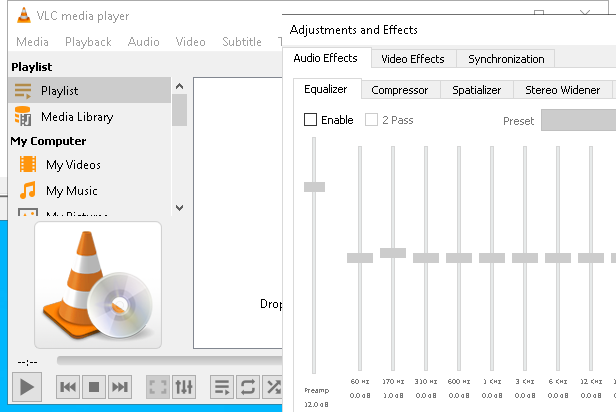 VLC media player
Media Playback Audio Video Subtitle
Playlist
Playlist
Media Library
My Computer
My Videos
My Music
My Pictures
Drop
--:--
Adjustments and Effects
Audio Effects Video Effects Synchronization
Equalizer Compressor Spatializer Stereo Widener
Enable 2 Pass Preset
60 Hz 170 Hz 310 Hz 600 Hz 1 KHz 3 KHz 6 KHz 12 KHz
Preamp 0.0 dB 1.0 dB 0.0 dB 0.0 dB 0.0 dB 0.0 dB 0.0 dB 0.0 dB
12.0 dB